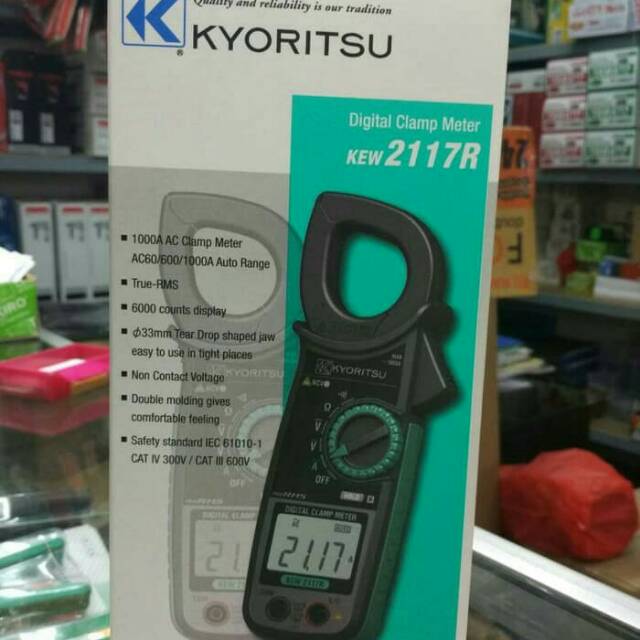 Quality and reliability is our tradition
KYORITSU
Digital Clamp Meter
KEW 2117R
1000A AC Clamp Meter
AC60/600/1000A Auto Range
True-RMS
6000 counts display
ϕ33mm Tear Drop shaped jaw
easy to use in tight places
Non Contact Voltage
Double molding gives
comfortable feeling
Safety standard IEC 61010-1
CAT IV 300V / CAT III 600V
KYORITSU
NCV
Ω
V
V
A
OFF
DIGITAL CLAMP METER
21.17
KEW 2117R